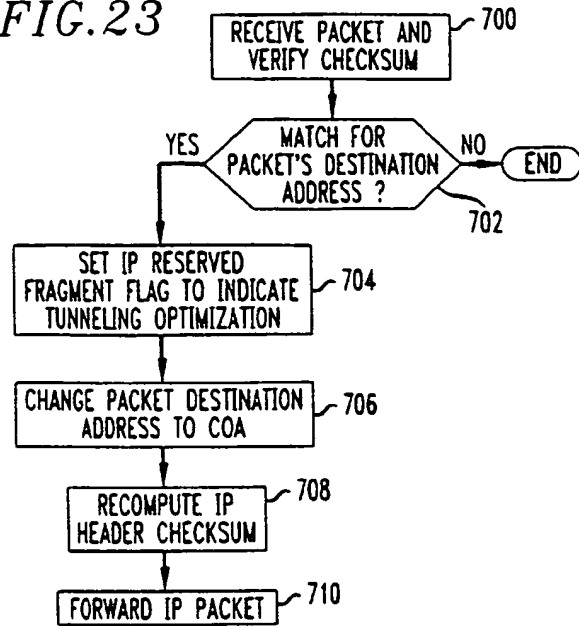 FIG.23
RECEIVE PACKET AND
VERIFY CHECKSUM
700
YES
MATCH FOR
PACKET'S DESTINATION
ADDRESS ?
NO
END
702
SET IP RESERVED
FRAGMENT FLAG TO INDICATE
TUNNELING OPTIMIZATION
704
CHANGE PACKET DESTINATION
ADDRESS TO COA
706
RECOMPUTE IP
HEADER CHECKSUM
708
FORWARD IP PACKET
710